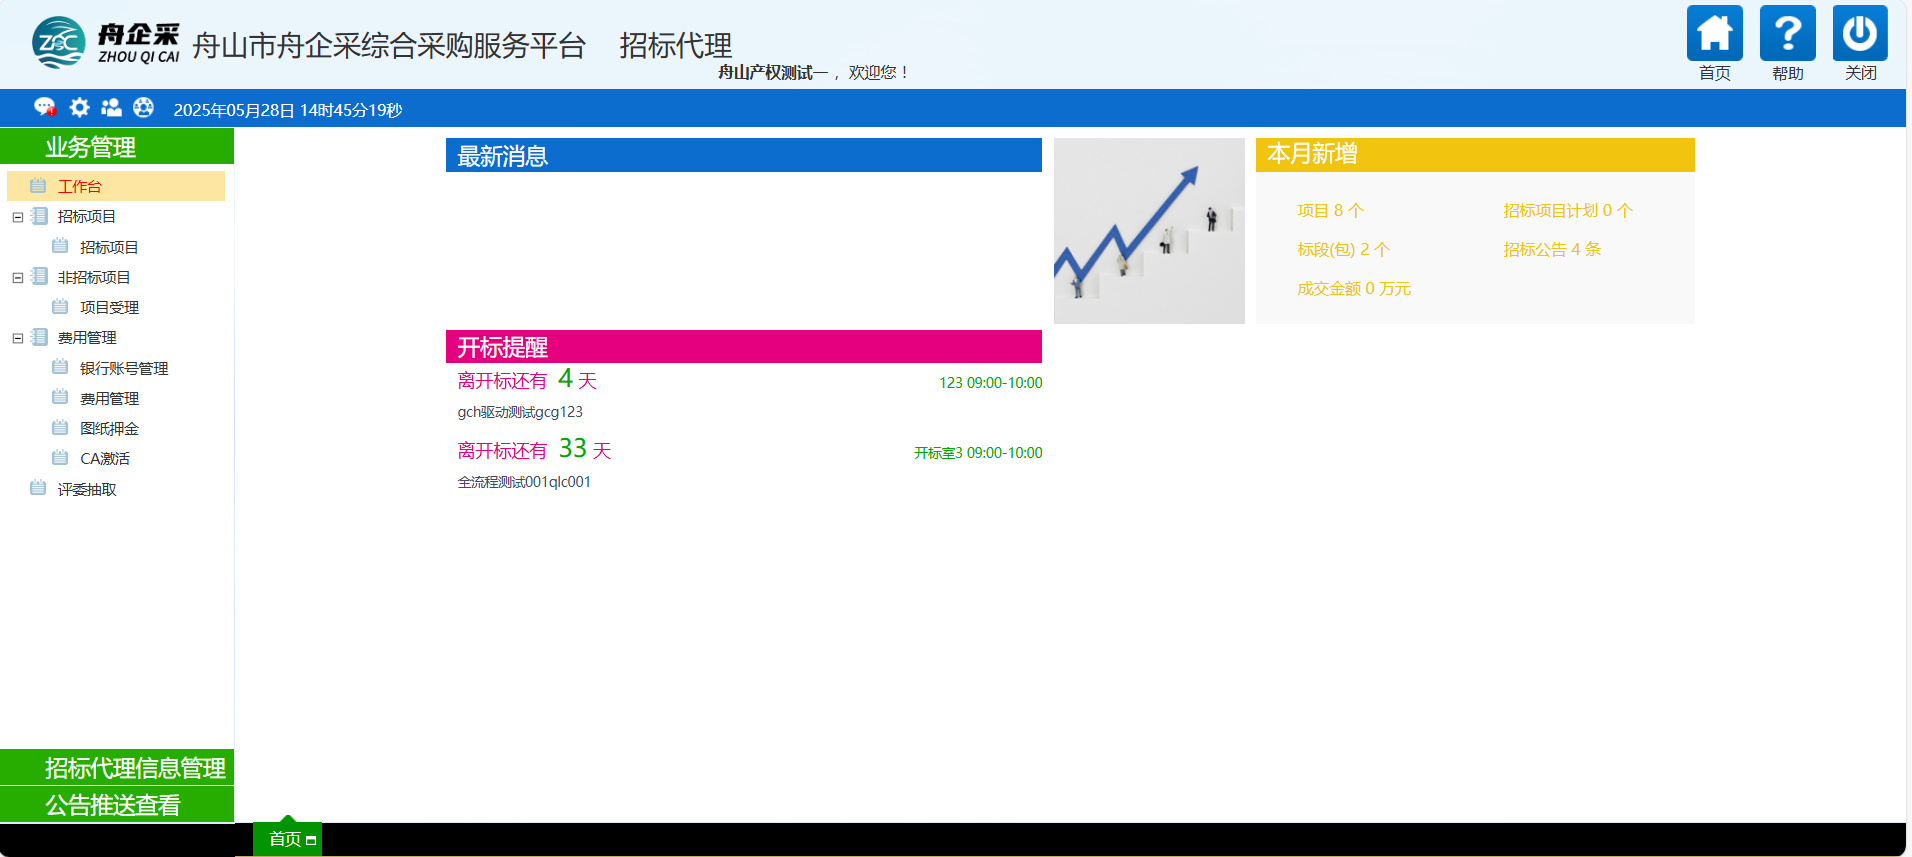 舟企采
ZHOU QI CAI
舟山市舟企采综合采购服务平台 招标代理
舟山产权测试一， 欢迎您！
首页
帮助
关闭
2025年05月28日 14时45分19秒
业务管理
工作台
招标项目
招标项目
非招标项目
项目受理
费用管理
银行账号管理
费用管理
图纸押金
CA激活
评委抽取
招标代理信息管理
公告推送查看
最新消息
开标提醒
离开标还有 4 天 123 09:00-10:00
gch驱动测试gcg123
离开标还有 33 天 开标室3 09:00-10:00
全流程测试001qlc001
本月新增
项目 8 个 招标项目计划 0 个
标段(包) 2 个 招标公告 4 条
成交金额 0 万元
首页